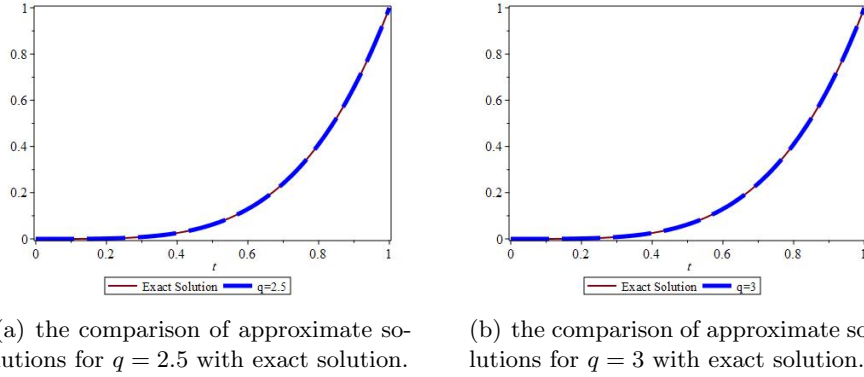 1
0.8
0.6
0.4
0.2
0
0 0.2 0.4 0.6 0.8 1
t
Exact Solution q=2.5
(a) the comparison of approximate so-
lutions for q = 2.5 with exact solution.
1
0.8
0.6
0.4
0.2
0
0 0.2 0.4 0.6 0.8 1
t
Exact Solution q=3
(b) the comparison of approximate so
lutions for q = 3 with exact solution.